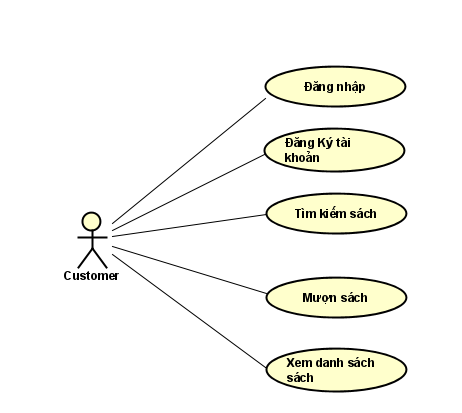 Đăng nhập
Đăng Ký tài
khoản
Tìm kiếm sách
Customer
Mượn sách
Xem danh sách
sách